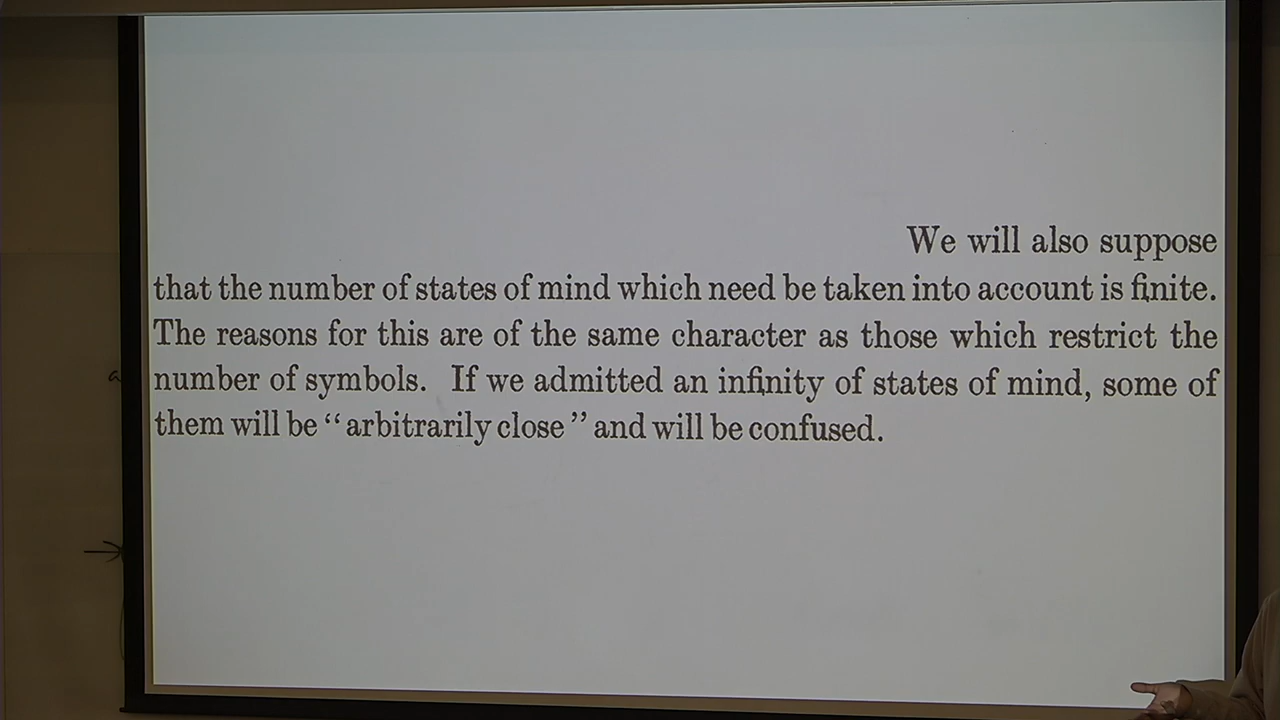 We will also suppose
that the number of states of mind which need be taken into account is finite.
The reasons for this are of the same character as those which restrict the
number of symbols. If we admitted an infinity of states of mind, some of
them will be “arbitrarily close” and will be confused.
a